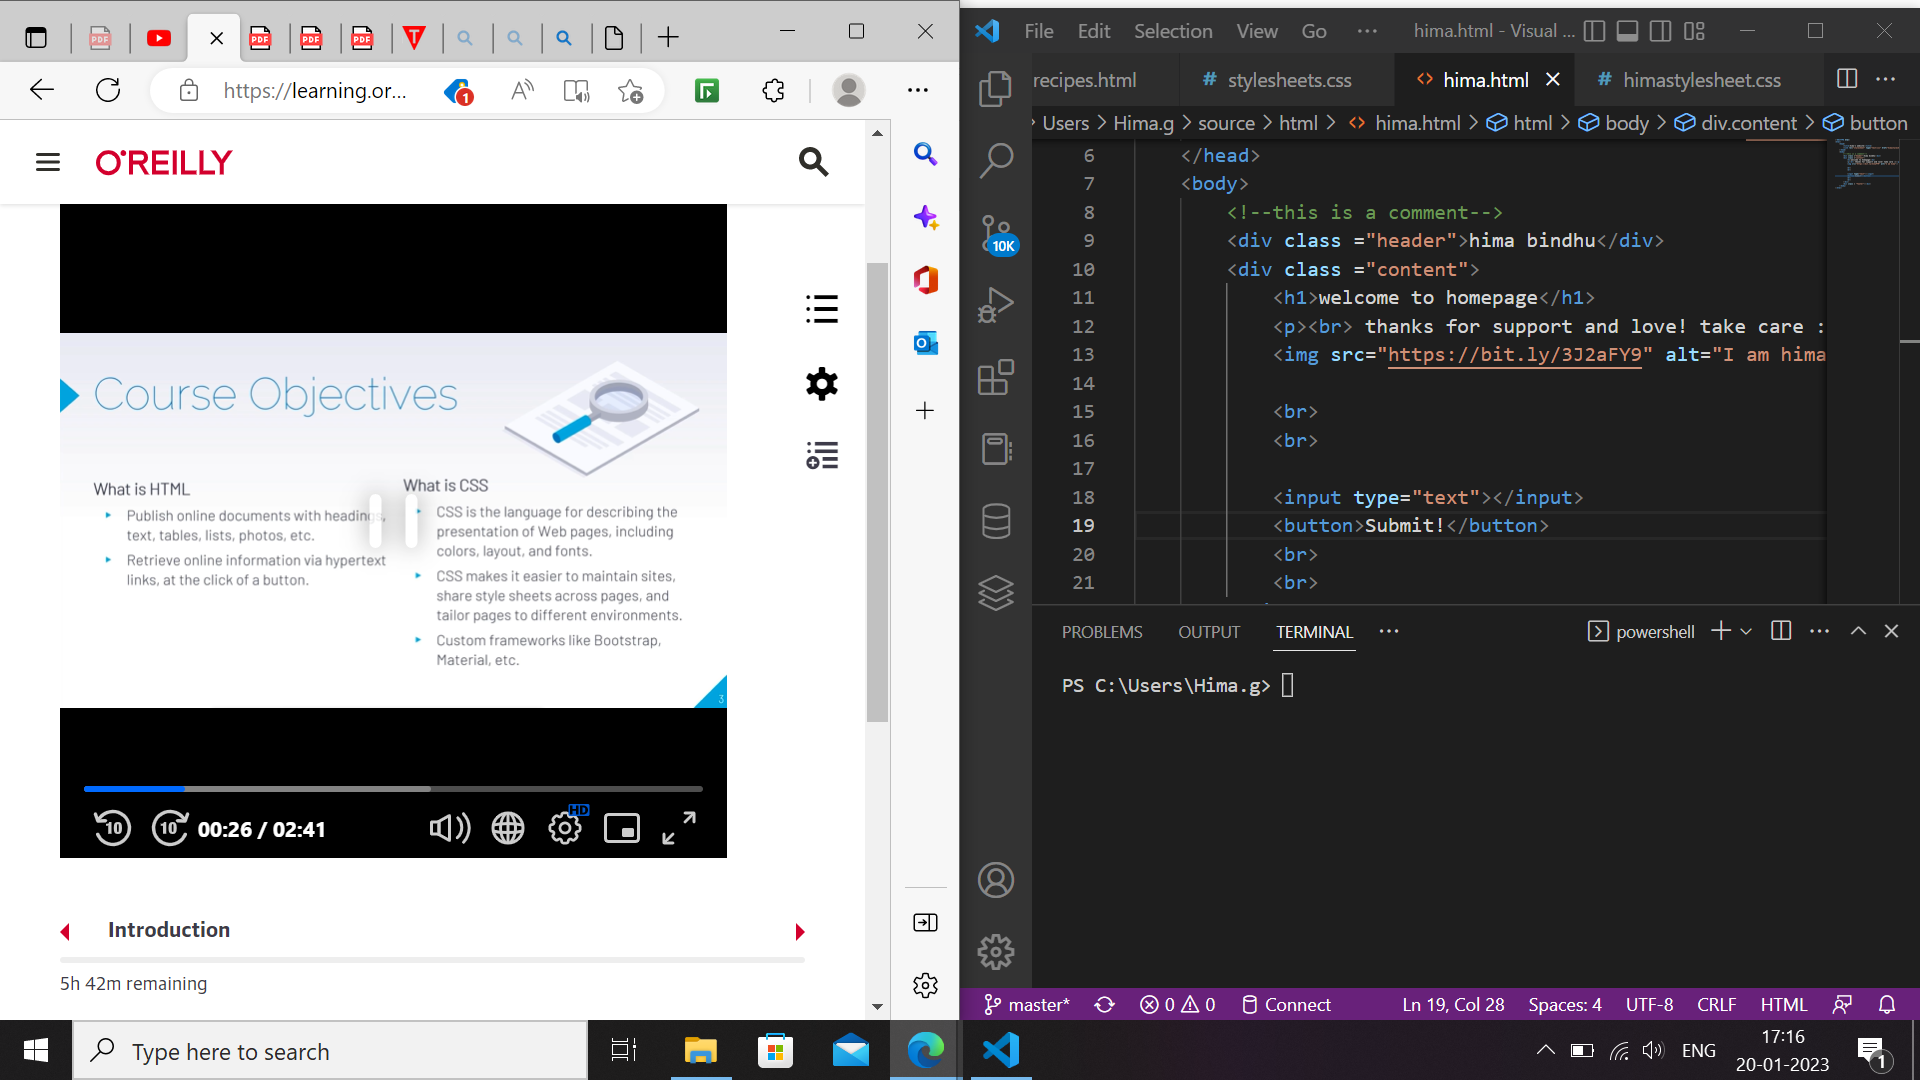 https://learning.or...
1
O'REILLY
Course Objectives
What is HTML
Publish online documents with headings,
text, tables, lists, photos, etc.
Retrieve online information via hypertext
links, at the click of a button.
What is CSS
CSS is the language for describing the
presentation of Web pages, including
colors, layout, and fonts.
CSS makes it easier to maintain sites,
share style sheets across pages, and
tailor pages to different environments.
Custom frameworks like Bootstrap,
Material, etc.
3
10 10 00:26 / 02:41 HD
Introduction
5h 42m remaining
File Edit Selection View Go ··· hima.html - Visual ...
recipes.html # stylesheets.css <> hima.html # himastylesheet.css
Users > Hima.g > source > html > <> hima.html > html > body > div.content > button
10K
6 </head>
7 <body>
8 <!--this is a comment-->
9 <div class ="header">hima bindhu</div>
10 <div class ="content">
11 <h1>welcome to homepage</h1>
12 <p><br> thanks for support and love! take care :
13 <img src="https://bit.ly/3J2aFY9" alt="I am hima
14
15 <br>
16 <br>
17
18 <input type="text"></input>
19 <button>Submit!</button>
20 <br>
21 <br>
PROBLEMS OUTPUT TERMINAL ··· powershell
PS C:\Users\Hima.g>
master* 0 0 Connect Ln 19, Col 28 Spaces: 4 UTF-8 CRLF HTML
Type here to search
ENG 17:16
20-01-2023
1